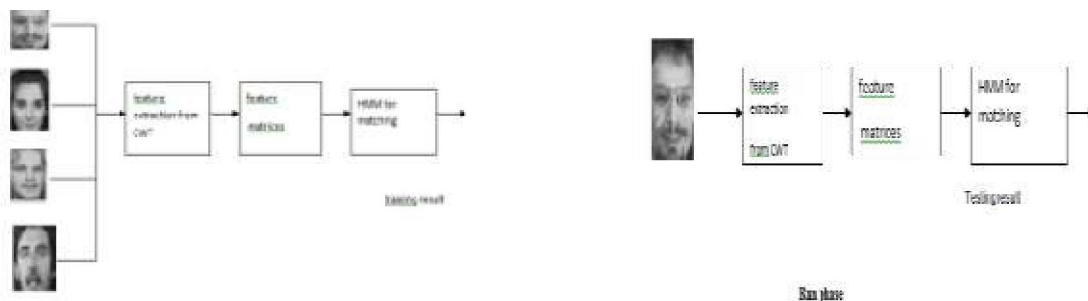 feature
extraction from
CWT
feature
matrices
HMM for
matching
training result
feature
extraction
from CWT
feature
matrices
HMM for
matching
Testing result
Run phase